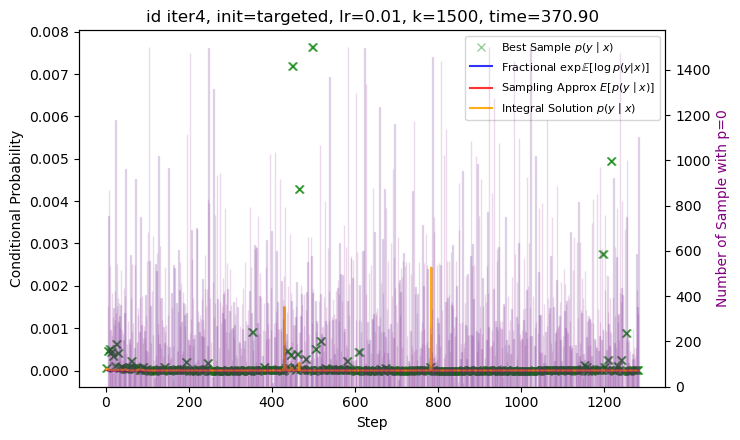 id iter4, init=targeted, lr=0.01, k=1500, time=370.90
Conditional Probability
0.008
0.007
0.006
0.005
0.004
0.003
0.002
0.001
0.000
Best Sample p(y | x)
Fractional exp𝔼[log p(y|x)]
Sampling Approx E[p(y | x)]
Integral Solution p(y | x)
1400
1200
1000
800
600
400
200
0
Number of Sample with p=0
0 200 400 600 800 1000 1200
Step